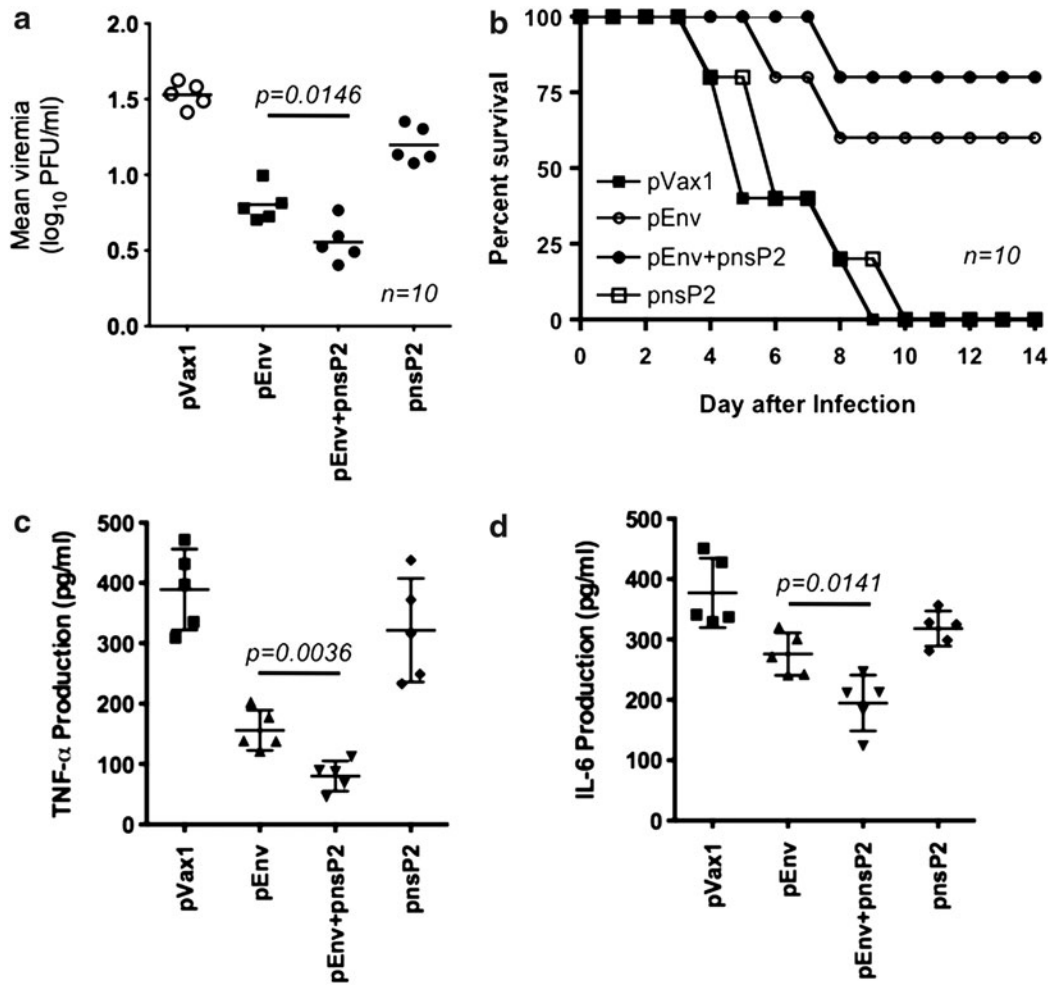 a
2.0
1.5
1.0
0.5
0.0
Mean viremia
(log10 PFU/ml)
p=0.0146
n=10
pVax1
pEnv
pEnv+pnsP2
pnsP2
b
100
75
50
25
0
Percent survival
pVax1
pEnv
pEnv+pnsP2
pnsP2
n=10
0 2 4 6 8 10 12 14
Day after Infection
c
500
400
300
200
100
0
TNF-α Production (pg/ml)
p=0.0036
pVax1
pEnv
pEnv+pnsP2
pnsP2
d
500
400
300
200
100
0
IL-6 Production (pg/ml)
p=0.0141
pVax1
pEnv
pEnv+pnsP2
pnsP2